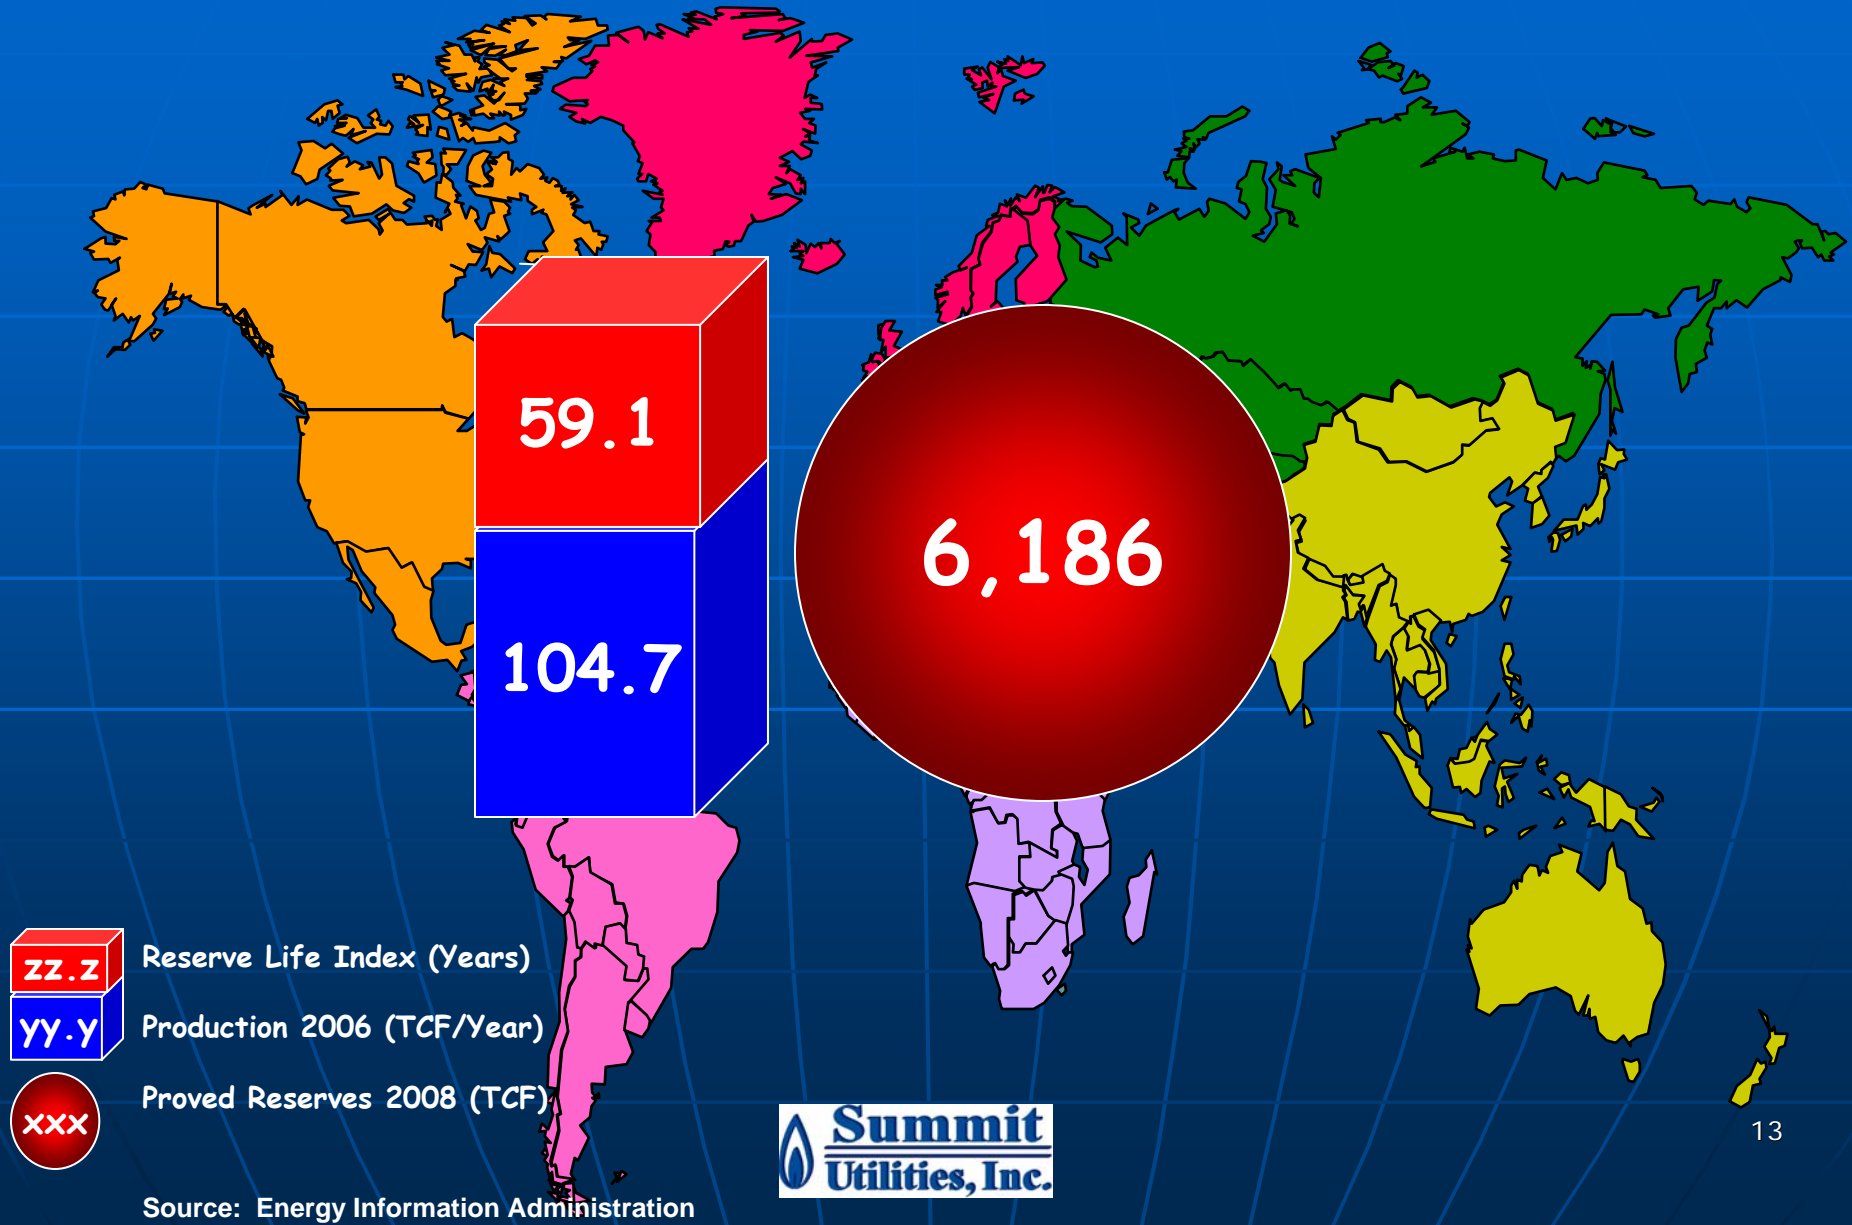 59.1
6,186
104.7
zz.z Reserve Life Index (Years)
yy.y Production 2006 (TCF/Year)
Proved Reserves 2008 (TCF)
xxx
Summit
Utilities, Inc.
13
Source: Energy Information Administration